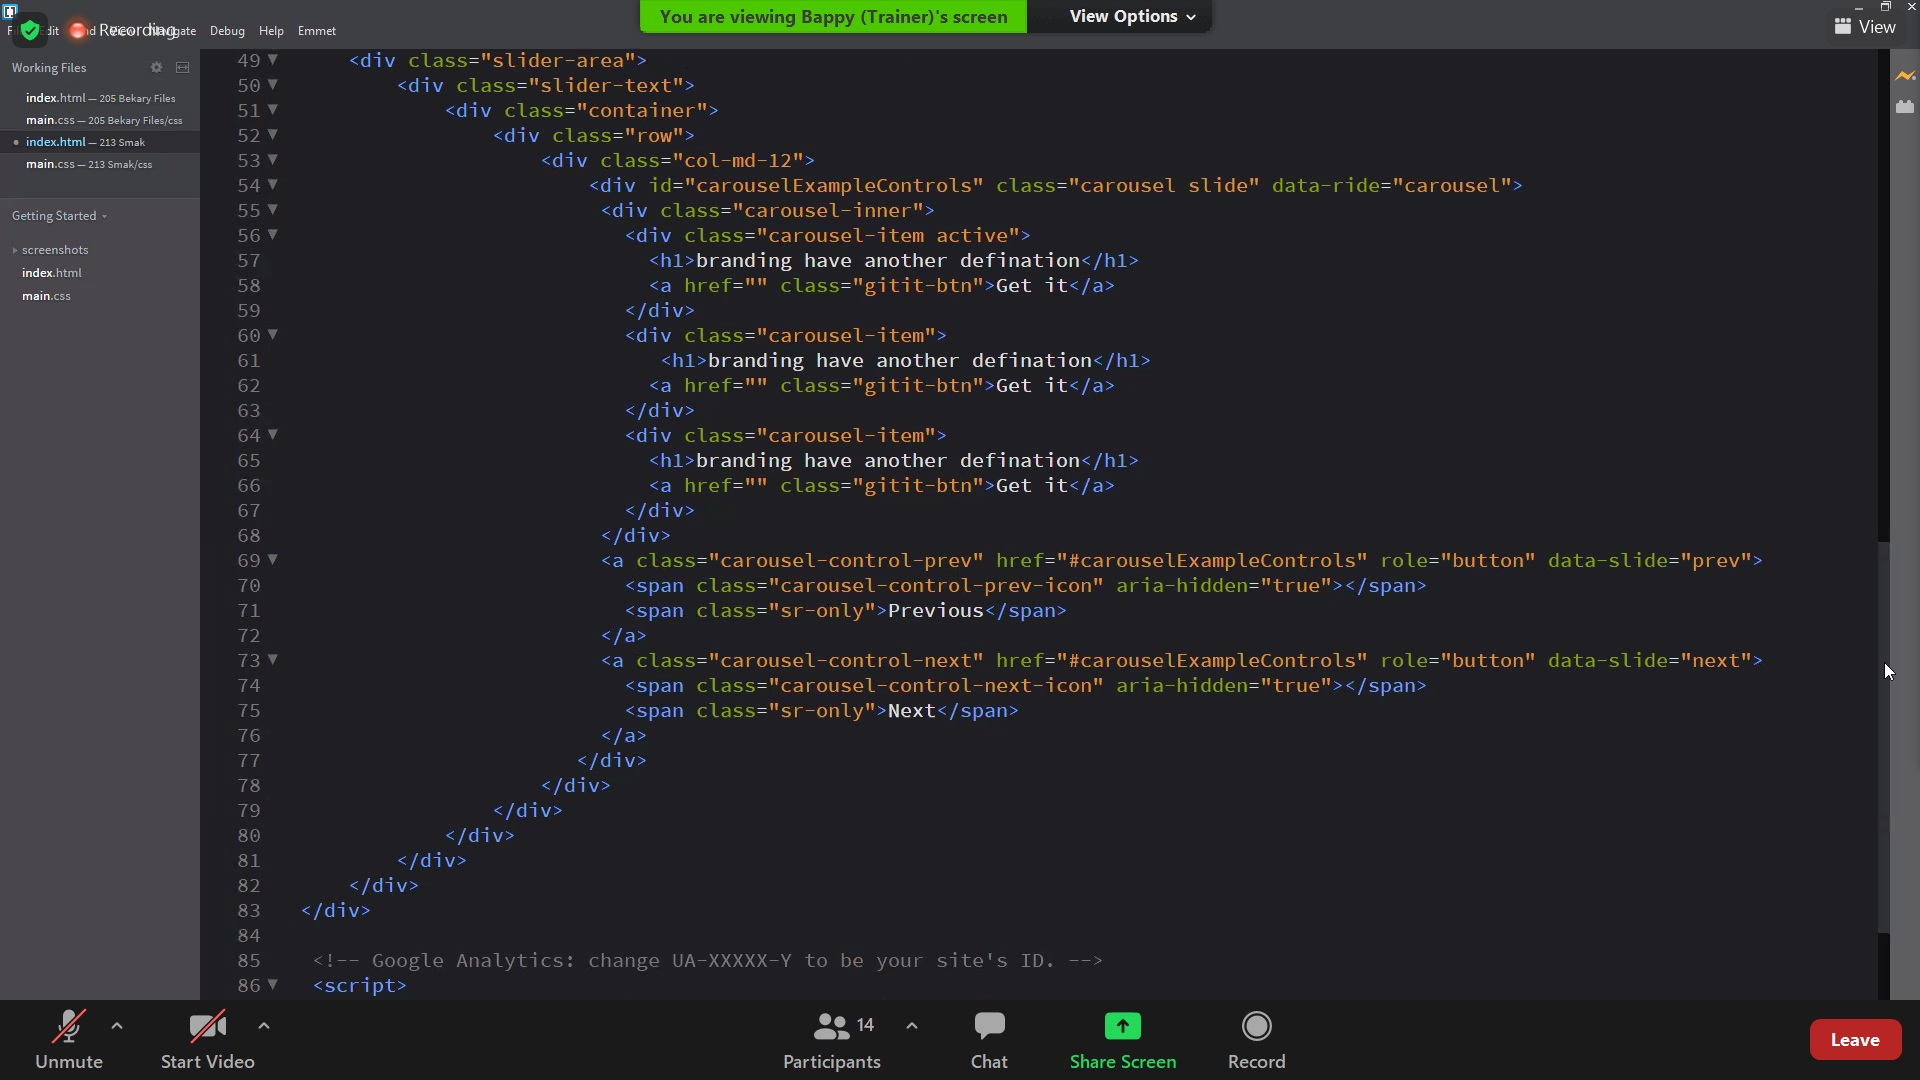 You are viewing Bappy (Trainer)'s screen
View Options
View
Recording
Debug Help Emmet
Working Files
index.html — 205 Bekary Files
main.css — 205 Bekary Files/css
index.html — 213 Smak
main.css — 213 Smak/css
Getting Started
screenshots
index.html
main.css
49 <div class="slider-area">
50 <div class="slider-text">
51 <div class="container">
52 <div class="row">
53 <div class="col-md-12">
54 <div id="carouselExampleControls" class="carousel slide" data-ride="carousel">
55 <div class="carousel-inner">
56 <div class="carousel-item active">
57 <h1>branding have another defination</h1>
58 <a href="" class="gitit-btn">Get it</a>
59 </div>
60 <div class="carousel-item">
61 <h1>branding have another defination</h1>
62 <a href="" class="gitit-btn">Get it</a>
63 </div>
64 <div class="carousel-item">
65 <h1>branding have another defination</h1>
66 <a href="" class="gitit-btn">Get it</a>
67 </div>
68 </div>
69 <a class="carousel-control-prev" href="#carouselExampleControls" role="button" data-slide="prev">
70 <span class="carousel-control-prev-icon" aria-hidden="true"></span>
71 <span class="sr-only">Previous</span>
72 </a>
73 <a class="carousel-control-next" href="#carouselExampleControls" role="button" data-slide="next">
74 <span class="carousel-control-next-icon" aria-hidden="true"></span>
75 <span class="sr-only">Next</span>
76 </a>
77 </div>
78 </div>
79 </div>
80 </div>
81 </div>
82 </div>
83 </div>
84
85 <!-- Google Analytics: change UA-XXXXX-Y to be your site's ID. -->
86 <script>
Unmute
Start Video
14
Participants
Chat
Share Screen
Record
Leave